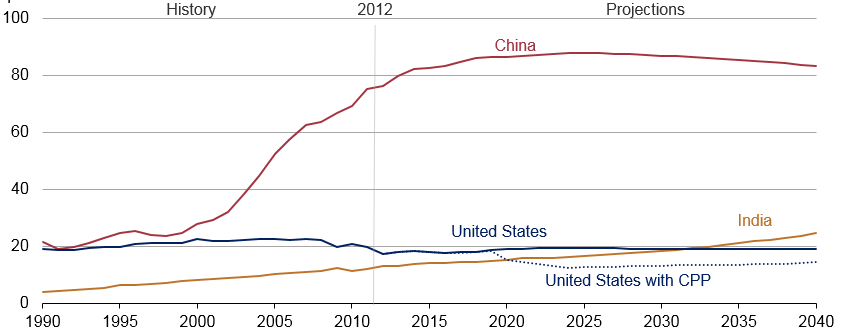 History 2012 Projections
100
China
80
60
40
United States
India
20
United States with CPP
0
1990 1995 2000 2005 2010 2015 2020 2025 2030 2035 2040